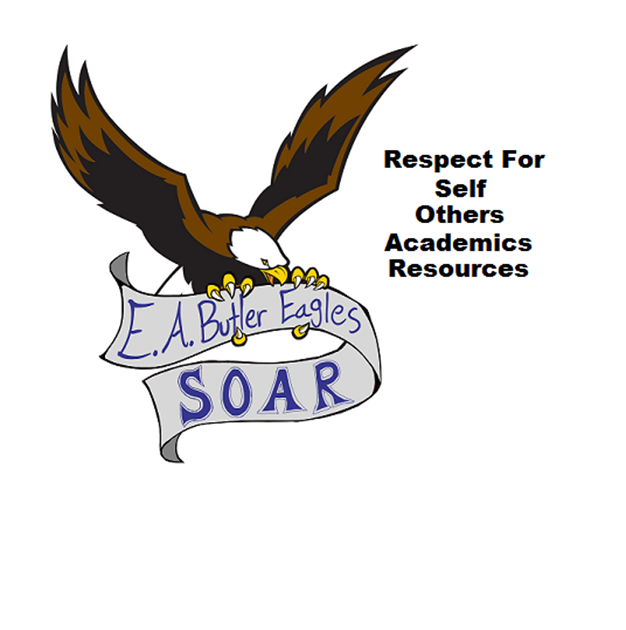 Respect For
Self
Others
Academics
Resources
E. A. Butler Eagles
SOAR